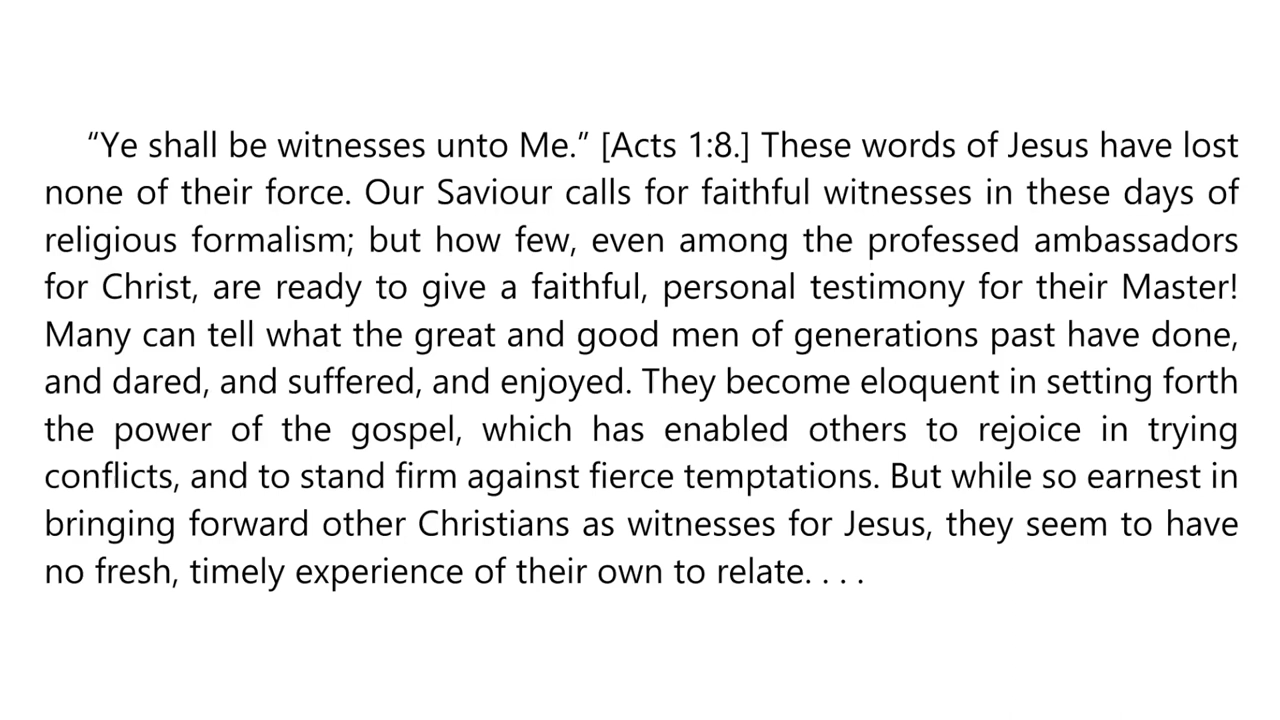 “Ye shall be witnesses unto Me.” [Acts 1:8.] These words of Jesus have lost
none of their force. Our Saviour calls for faithful witnesses in these days of
religious formalism; but how few, even among the professed ambassadors
for Christ, are ready to give a faithful, personal testimony for their Master!
Many can tell what the great and good men of generations past have done,
and dared, and suffered, and enjoyed. They become eloquent in setting forth
the power of the gospel, which has enabled others to rejoice in trying
conflicts, and to stand firm against fierce temptations. But while so earnest in
bringing forward other Christians as witnesses for Jesus, they seem to have
no fresh, timely experience of their own to relate. . . .